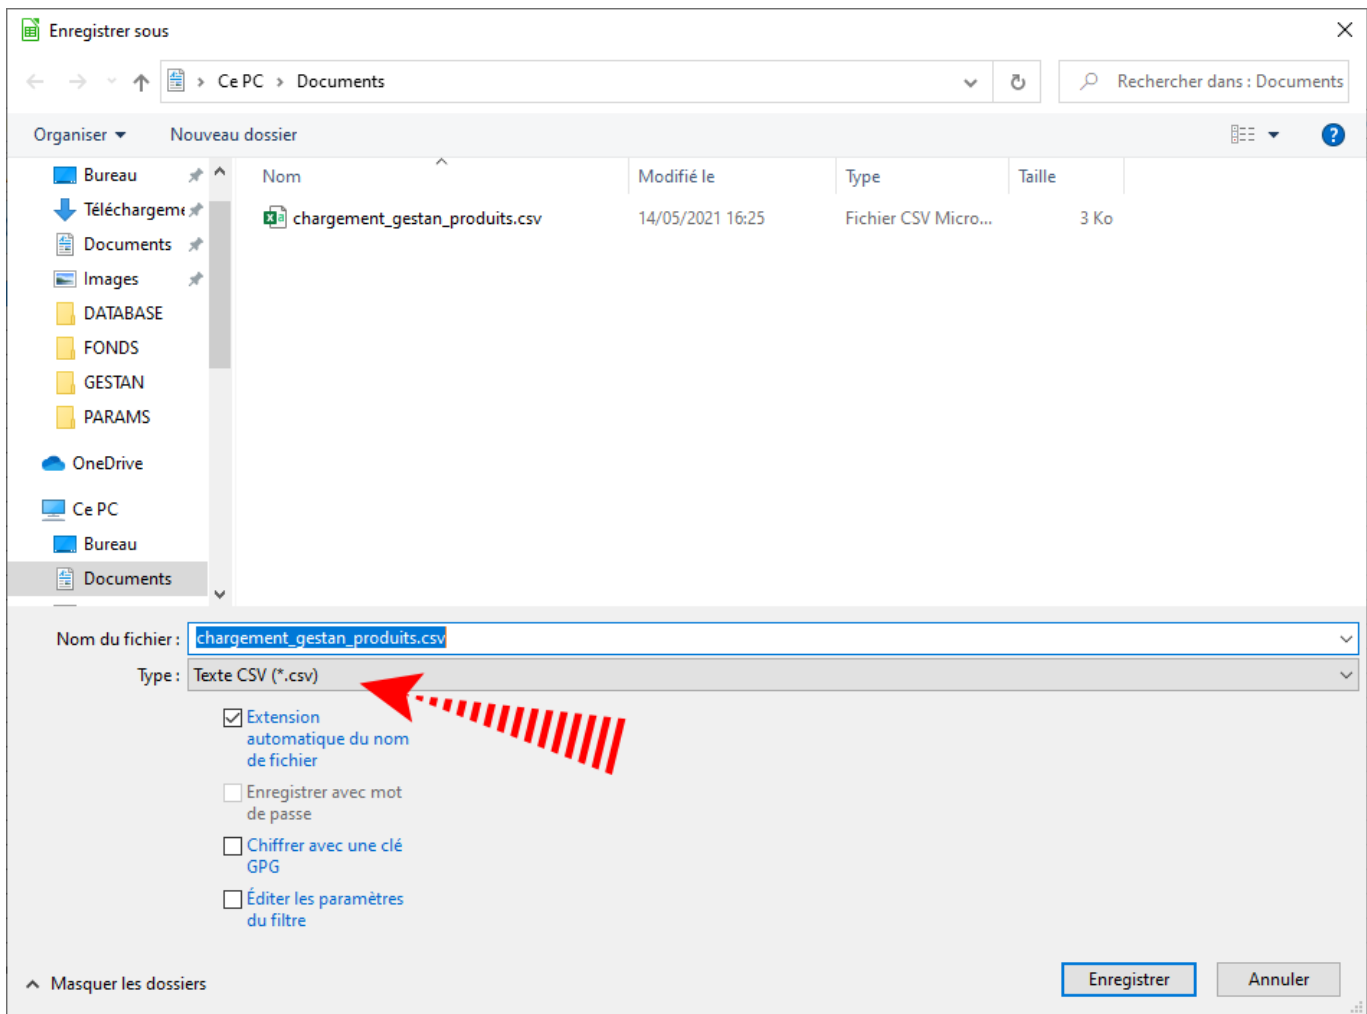 Enregistrer sous
Ce PC > Documents
Rechercher dans : Documents
Organiser
Nouveau dossier
Nom
Modifié le
Type
Taille
chargement_gestan_produits.csv
14/05/2021 16:25
Fichier CSV Micro...
3 Ko
Bureau
Téléchargeme
Documents
Images
DATABASE
FONDS
GESTAN
PARAMS
OneDrive
Ce PC
Bureau
Documents
Nom du fichier : chargement_gestan_produits.csv
Type : Texte CSV (*.csv)
Extension
automatique du nom
de fichier
Enregistrer avec mot
de passe
Chiffrer avec une clé
GPG
Éditer les paramètres
du filtre
Masquer les dossiers
Enregistrer
Annuler